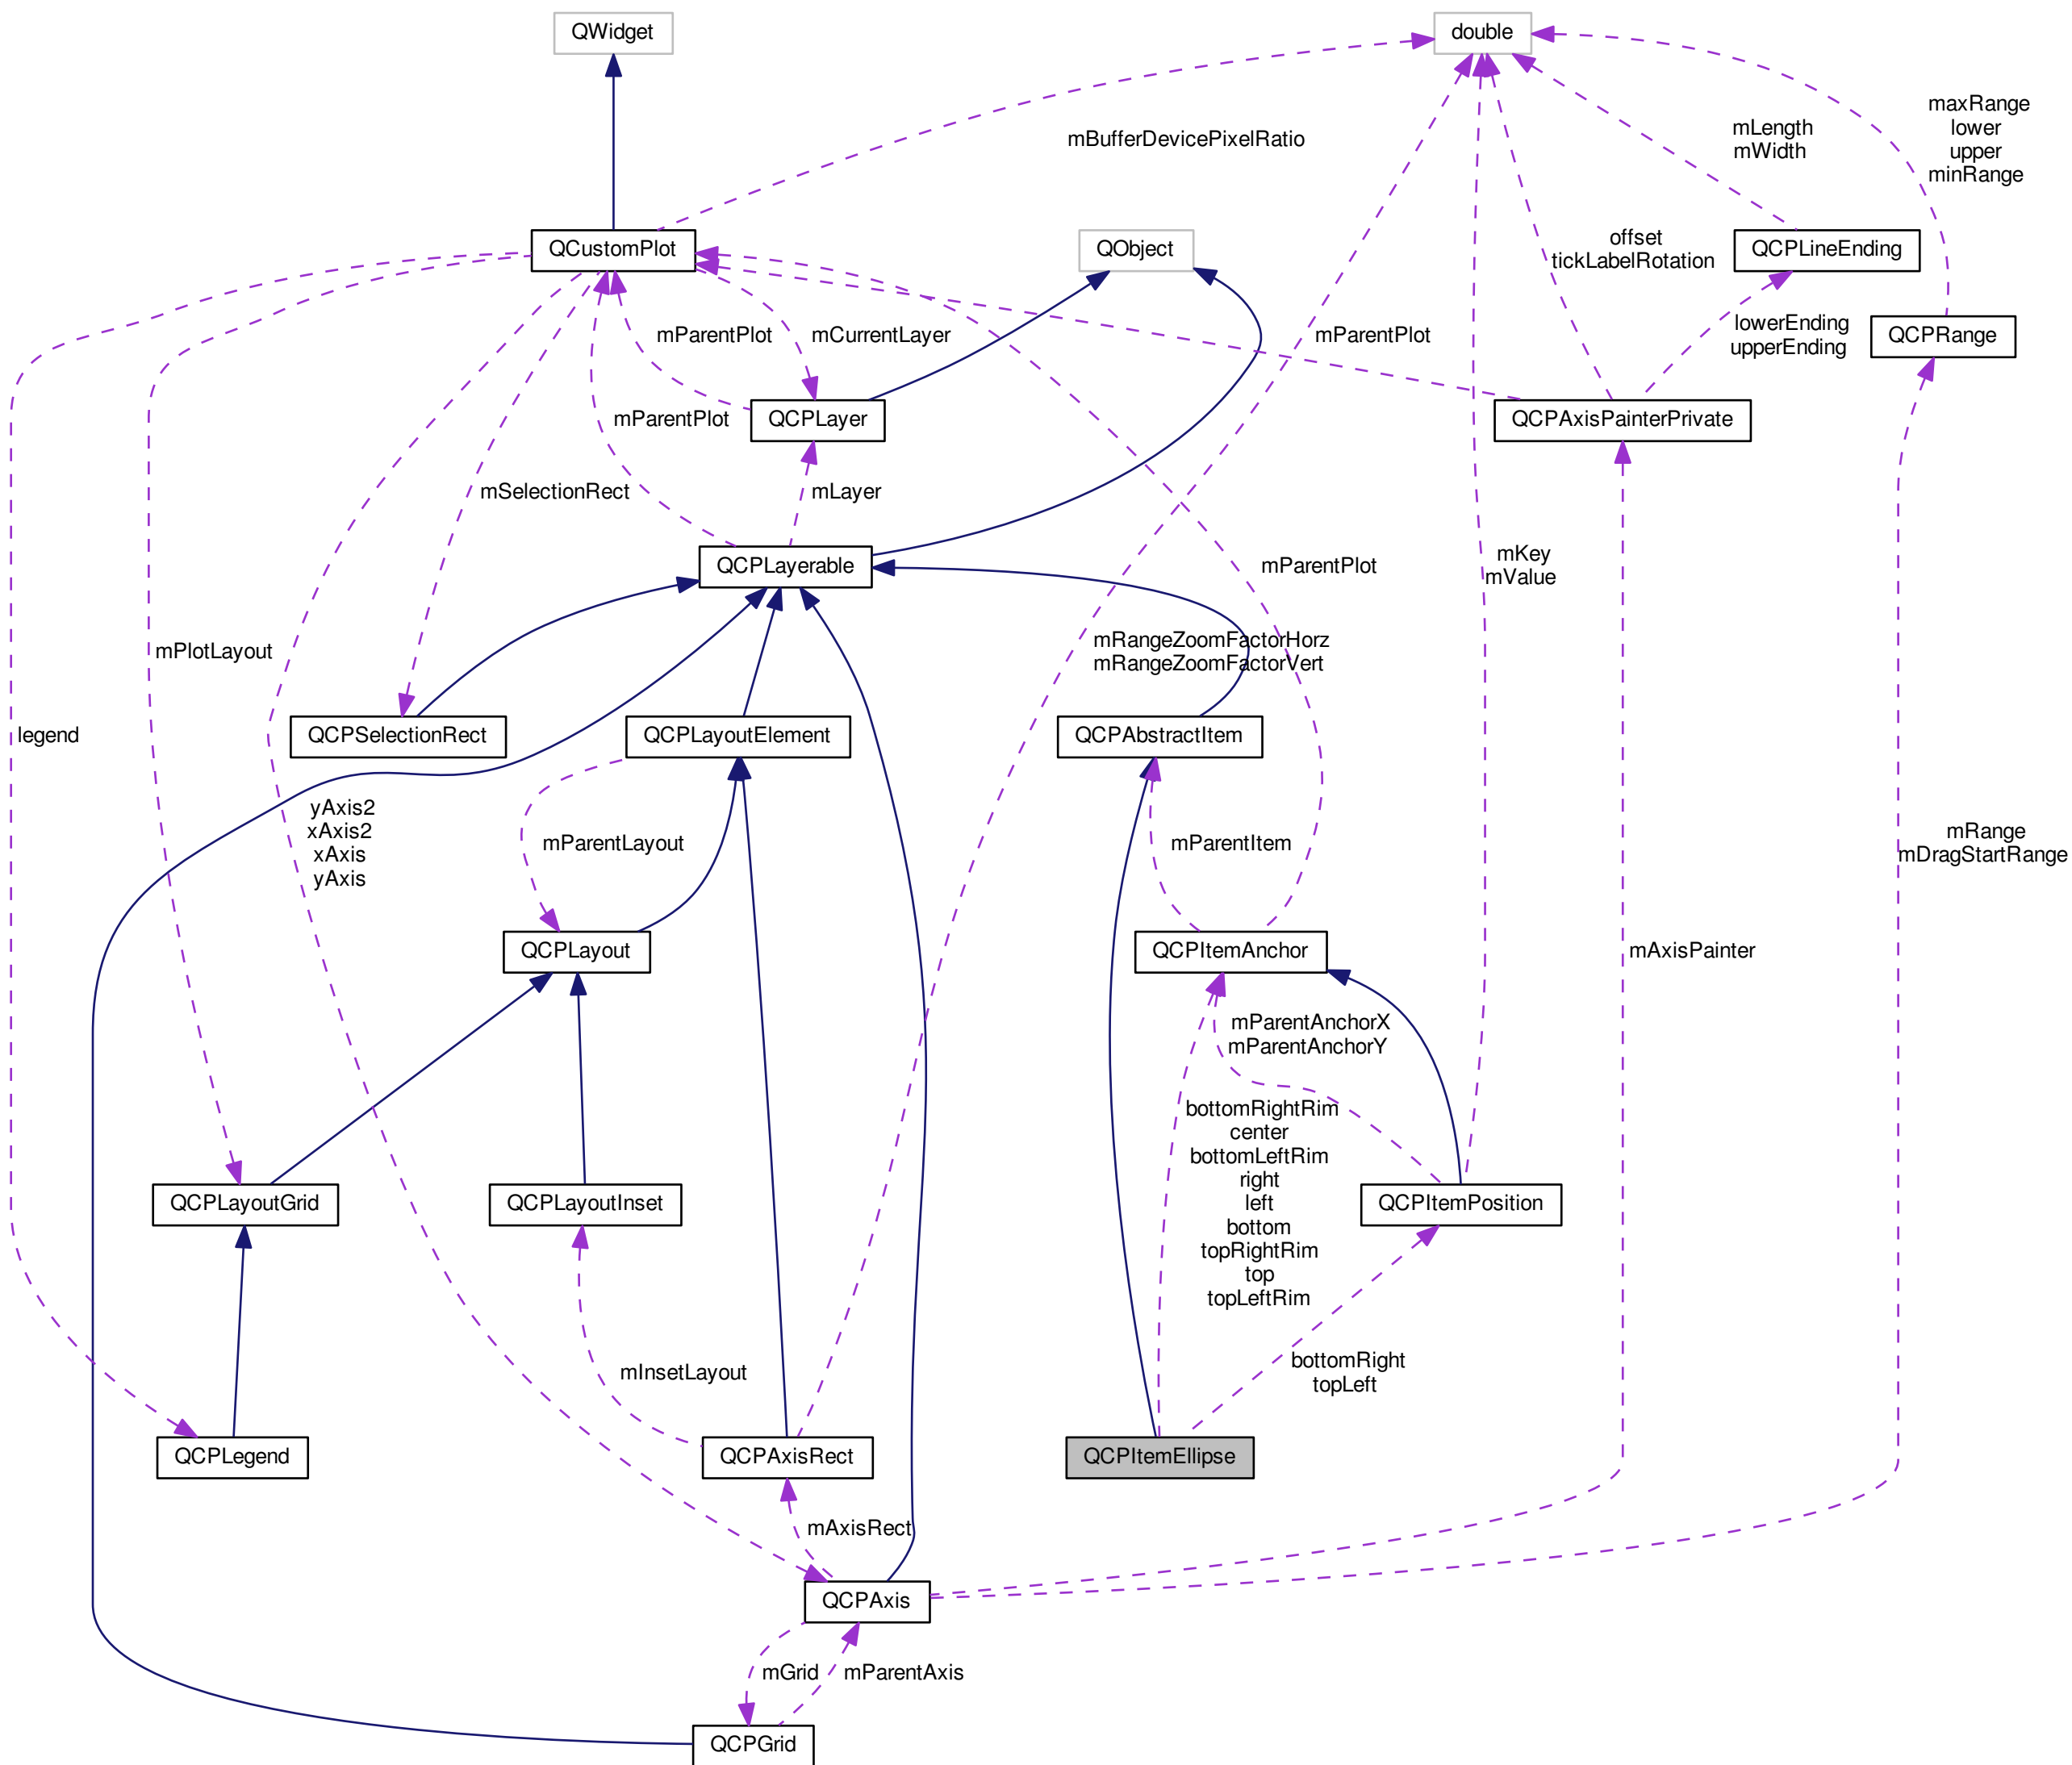 QWidget
double
maxRange
lower
upper
minRange
mLength
mWidth
mBufferDevicePixelRatio
QCustomPlot
QObject
offset
tickLabelRotation
QCPLineEnding
mParentPlot
mCurrentLayer
mParentPlot
lowerEnding
upperEnding
QCPRange
mParentPlot
QCPLayer
QCPAxisPainterPrivate
mSelectionRect
mLayer
QCPLayerable
mParentPlot
mKey
mValue
mPlotLayout
mRangeZoomFactorHorz
mRangeZoomFactorVert
legend
QCPSelectionRect
QCPLayoutElement
QCPAbstractItem
yAxis2
xAxis2
xAxis
yAxis
mParentLayout
mParentItem
mRange
mDragStartRange
QCPLayout
QCPItemAnchor
mAxisPainter
mParentAnchorX
mParentAnchorY
bottomRightRim
center
bottomLeftRim
right
left
bottom
topRightRim
top
topLeftRim
QCPLayoutGrid
QCPLayoutInset
QCPItemPosition
mInsetLayout
bottomRight
topLeft
QCPLegend
QCPAxisRect
QCPItemEllipse
mAxisRect
QCPAxis
mGrid
mParentAxis
QCPGrid